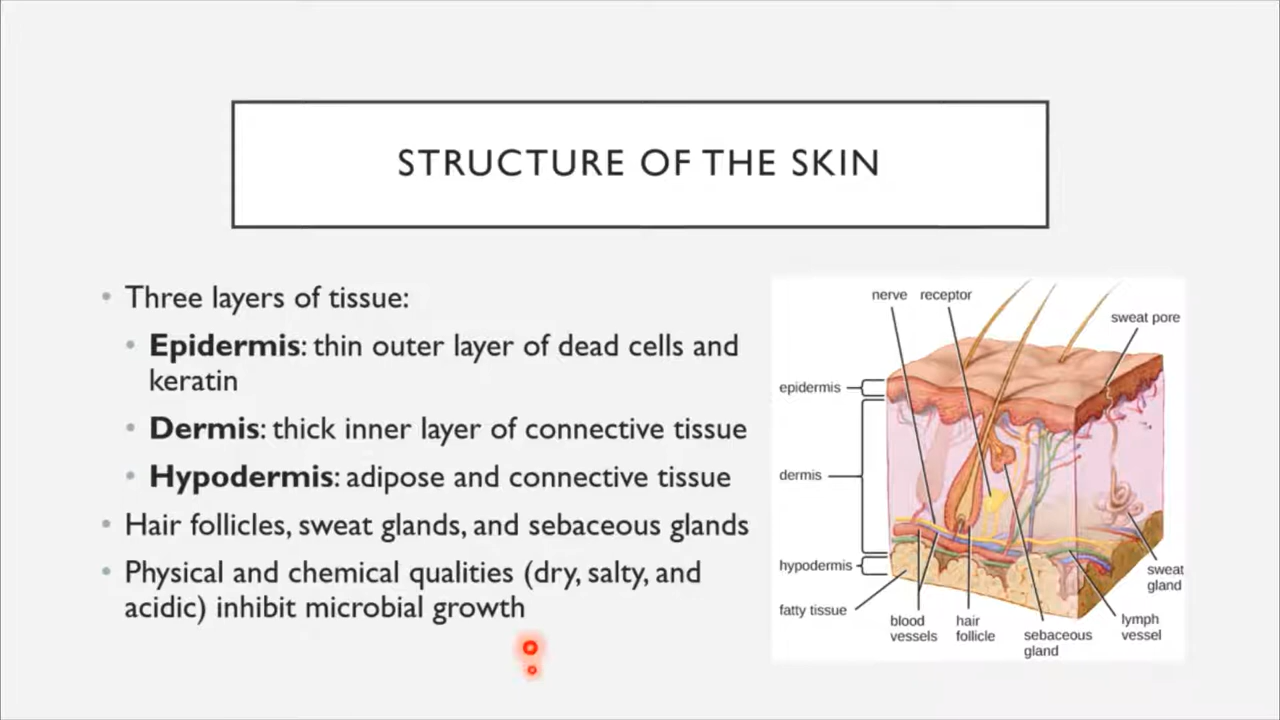 STRUCTURE OF THE SKIN
• Three layers of tissue:
• Epidermis: thin outer layer of dead cells and
keratin
• Dermis: thick inner layer of connective tissue
• Hypodermis: adipose and connective tissue
• Hair follicles, sweat glands, and sebaceous glands
• Physical and chemical qualities (dry, salty, and
acidic) inhibit microbial growth
nerve receptor
sweat pore
epidermis
dermis
hypodermis
fatty tissue
blood
vessels
hair
follicle
sebaceous
gland
lymph
vessel
sweat
gland